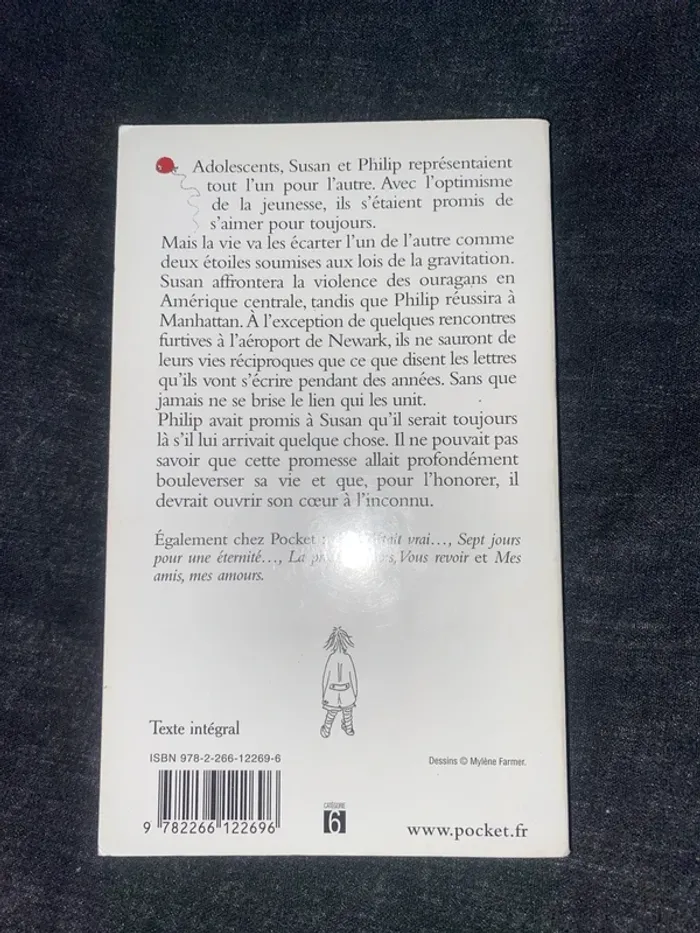 Adolescents, Susan et Philip représentaient
tout l'un pour l'autre. Avec l'optimisme
de la jeunesse, ils s'étaient promis de
s'aimer pour toujours.
Mais la vie va les écarter l'un de l'autre comme
deux étoiles soumises aux lois de la gravitation.
Susan affrontera la violence des ouragans en
Amérique centrale, tandis que Philip réussira à
Manhattan. À l'exception de quelques rencontres
furtives à l'aéroport de Newark, ils ne sauront de
leurs vies réciproques que ce que disent les lettres
qu'ils vont s'écrire pendant des années. Sans que
jamais ne se brise le lien qui les unit.
Philip avait promis à Susan qu'il serait toujours
là s'il lui arrivait quelque chose. Il ne pouvait pas
savoir que cette promesse allait profondément
bouleverser sa vie et que, pour l'honorer, il
devrait ouvrir son cœur à l'inconnu.
Également chez Pocket : vrai…, Sept jours
pour une éternité…, La Vous revoir et Mes
amis, mes amours.
Texte intégral
ISBN 978-2-266-12269-6
Dessins © Mylène Farmer.
9 782266 122696
CATÉGORIE
6
www.pocket.fr